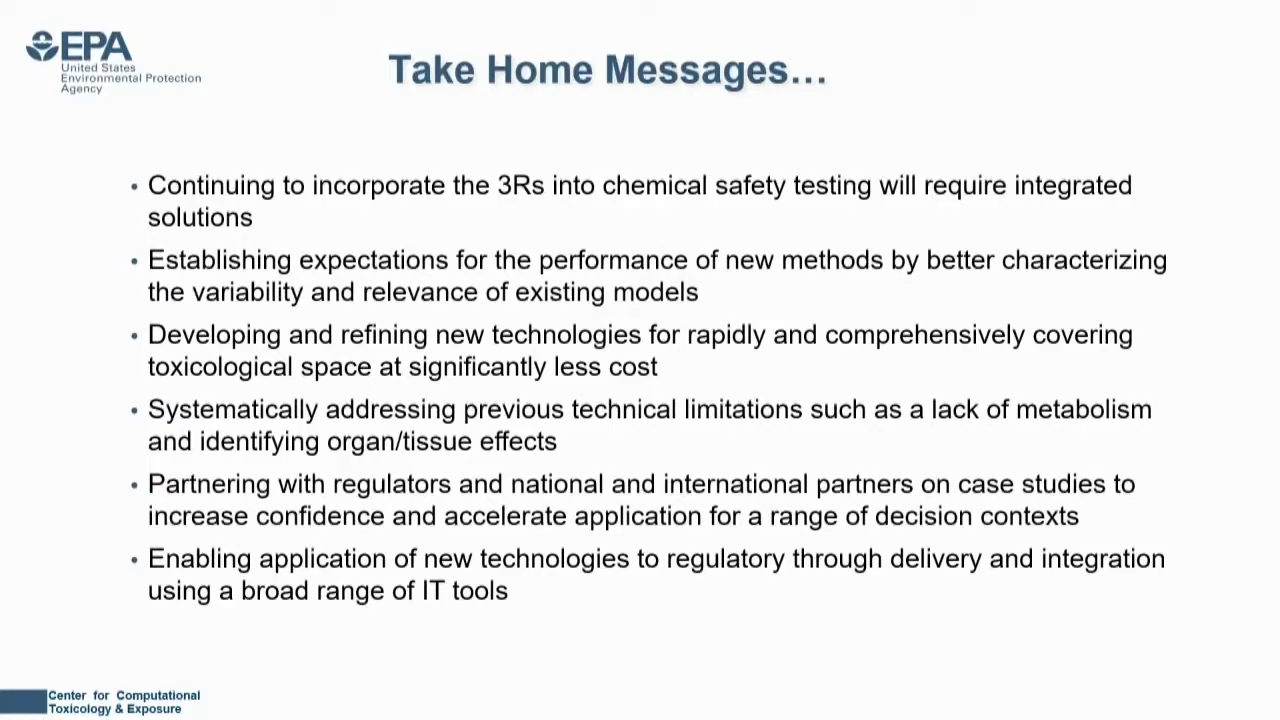 EPA
United States
Environmental Protection
Agency
Take Home Messages...
• Continuing to incorporate the 3Rs into chemical safety testing will require integrated
solutions
• Establishing expectations for the performance of new methods by better characterizing
the variability and relevance of existing models
• Developing and refining new technologies for rapidly and comprehensively covering
toxicological space at significantly less cost
• Systematically addressing previous technical limitations such as a lack of metabolism
and identifying organ/tissue effects
• Partnering with regulators and national and international partners on case studies to
increase confidence and accelerate application for a range of decision contexts
• Enabling application of new technologies to regulatory through delivery and integration
using a broad range of IT tools
Center for Computational
Toxicology & Exposure